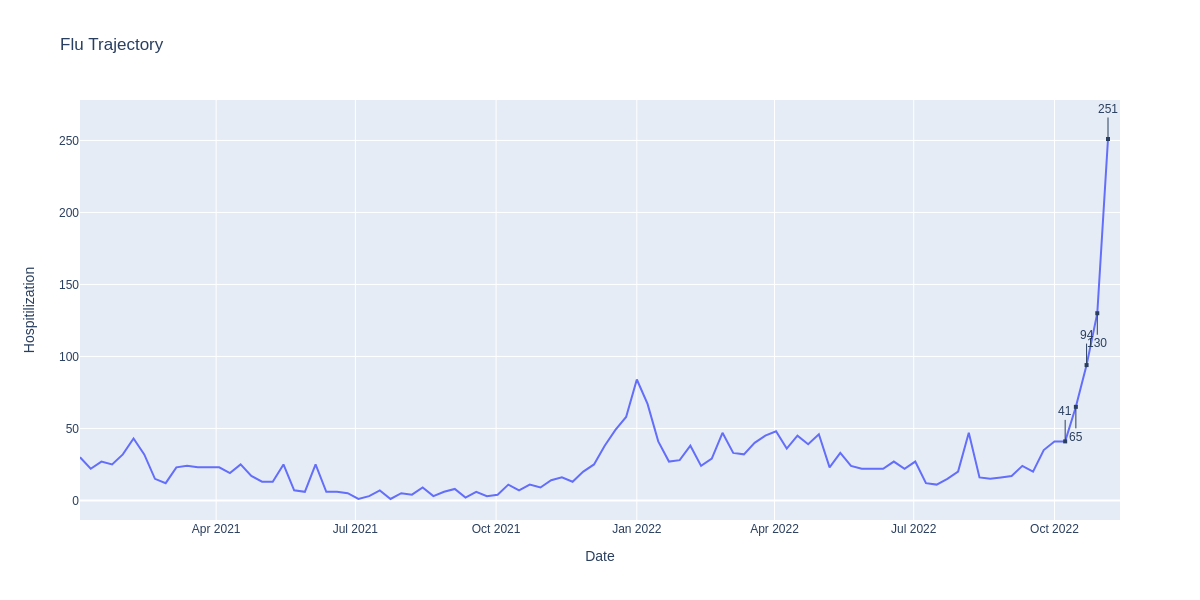 Flu Trajectory
251
250
200
150
94
130
100
41
65
50
0
Hospitilization
Apr 2021
Jul 2021
Oct 2021
Jan 2022
Apr 2022
Jul 2022
Oct 2022
Date